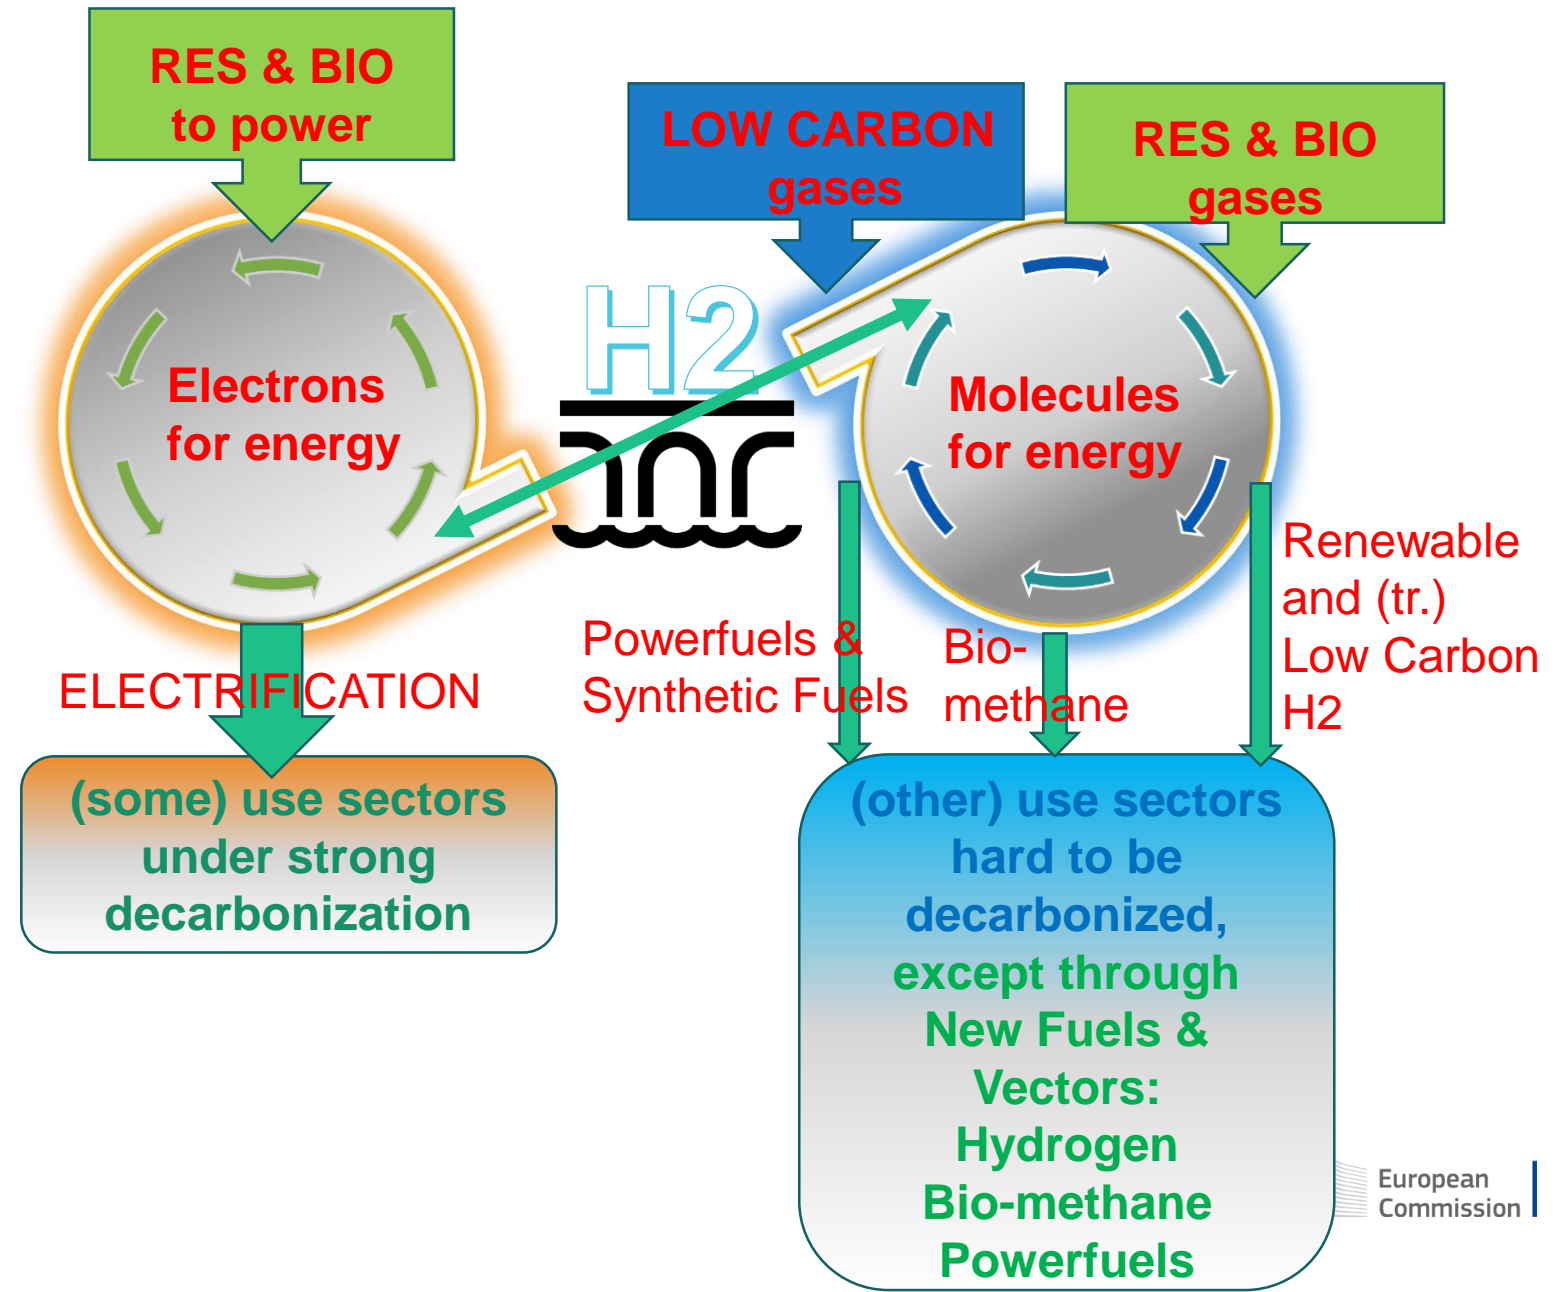 RES & BIO
to power
LOW CARBON
gases
RES & BIO
gases
H2
Electrons
for energy
Molecules
for energy
ELECTRIFICATION
Powerfuels &
Synthetic Fuels
Bio-
methane
Renewable
and (tr.)
Low Carbon
H2
(some) use sectors
under strong
decarbonization
(other) use sectors
hard to be
decarbonized,
except through
New Fuels &
Vectors:
Hydrogen
Bio-methane
Powerfuels
European
Commission